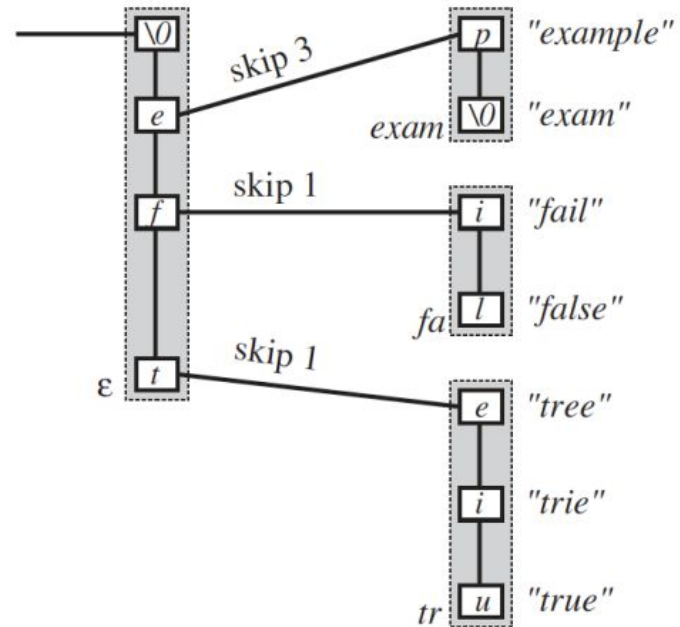 \0 p "example"
skip 3
e \0 "exam"
exam
skip 1
f i "fail"
l "false"
fa
skip 1
t
ε
e "tree"
i "trie"
u "true"
tr